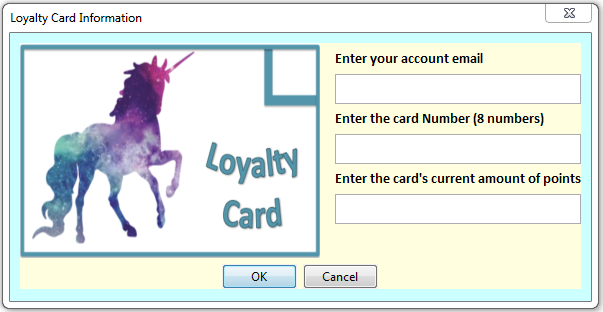 Loyalty Card Information
Enter your account email
Enter the card Number (8 numbers)
Enter the card's current amount of points
Loyalty
Card
OK
Cancel